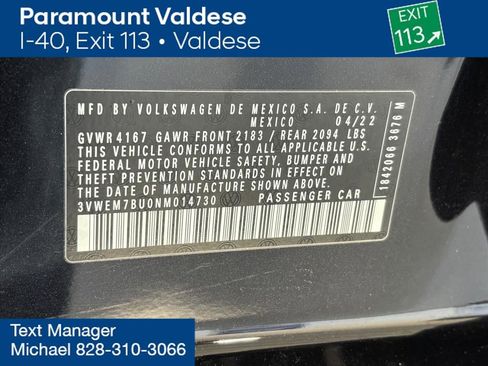 Paramount Valdese
I-40, Exit 113 • Valdese
EXIT
113
MFD BY VOLKSWAGEN DE MEXICO S.A. DE C.V.
MEXICO 04/22
GVWR 4167 GAWR FRONT 2183 / REAR 2094 LBS
THIS VEHICLE CONFORMS TO ALL APPLICABLE U.S.
FEDERAL MOTOR VEHICLE SAFETY, BUMPER AND
THEFT PREVENTION STANDARDS IN EFFECT ON THE
DATE OF MANUFACTURE SHOWN ABOVE.
3VWEM7BU0NM014730 PASSENGER CAR
1842066 3676 M
Text Manager
Michael 828-310-3066